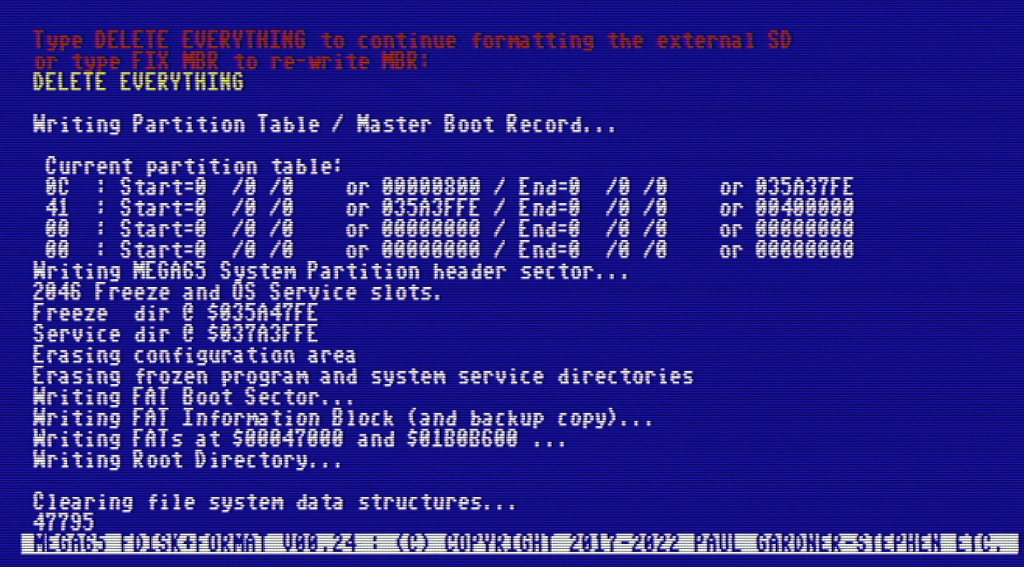 Type DELETE EVERYTHING to continue formatting the external SD
or type FIX MBR to re-write MBR:
DELETE EVERYTHING
Writing Partition Table / Master Boot Record...
Current partition table:
0C : Start=0 /0 /0 or 00000800 / End=0 /0 /0 or 035A37FE
41 : Start=0 /0 /0 or 035A3FFE / End=0 /0 /0 or 00400000
00 : Start=0 /0 /0 or 00000000 / End=0 /0 /0 or 00000000
00 : Start=0 /0 /0 or 00000000 / End=0 /0 /0 or 00000000
Writing MEGA65 System Partition header sector...
2046 Freeze and OS Service slots.
Freeze dir @ $035A47FE
Service dir @ $037A3FFE
Erasing configuration area
Erasing frozen program and system service directories
Writing FAT Boot Sector...
Writing FAT Information Block (and backup copy)...
Writing FATs at $00047000 and $01B0B600 ...
Writing Root Directory...
Clearing file system data structures...
47795
MEGA65 FDISK+FORMAT V00.24 : (C) COPYRIGHT 2017-2022 PAUL GARDNER-STEPHEN ETC.